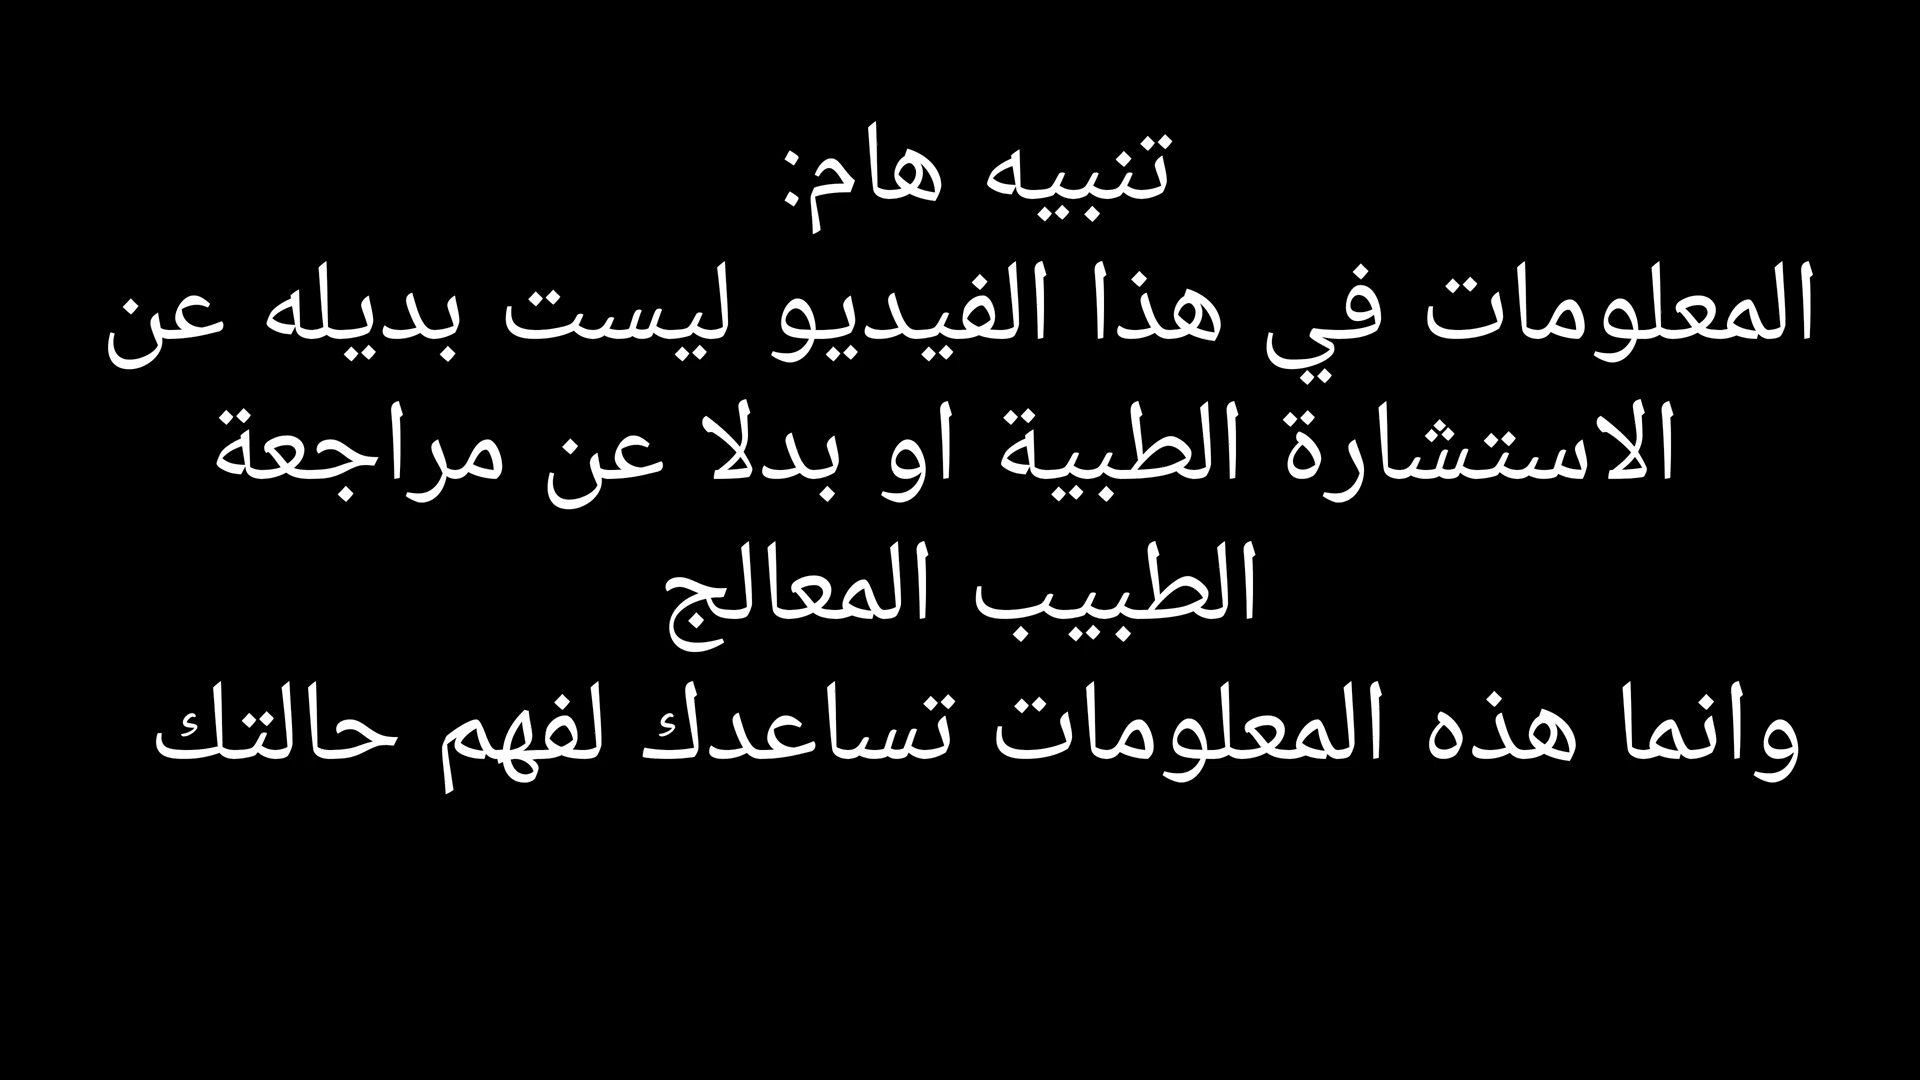 تنبيه هام:
المعلومات في هذا الفيديو ليست بديله عن
الاستشارة الطبية او بدلا عن مراجعة
الطبيب المعالج
وانما هذه المعلومات تساعدك لفهم حالتك